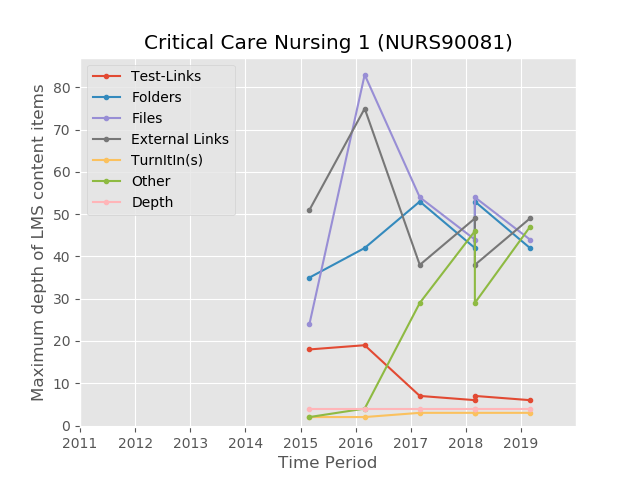 Critical Care Nursing 1 (NURS90081)
Test-Links
Folders
Files
External Links
TurnItIn(s)
Other
Depth
Maximum depth of LMS content items
80
70
60
50
40
30
20
10
0
2011 2012 2013 2014 2015 2016 2017 2018 2019
Time Period